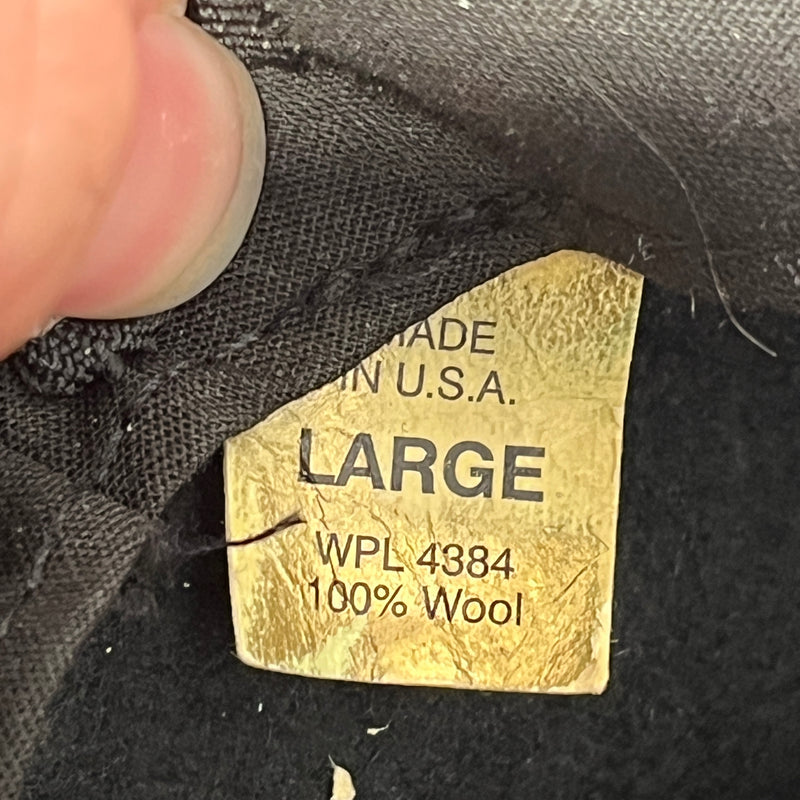 MADE
IN U.S.A.
LARGE
WPL 4384
100% Wool